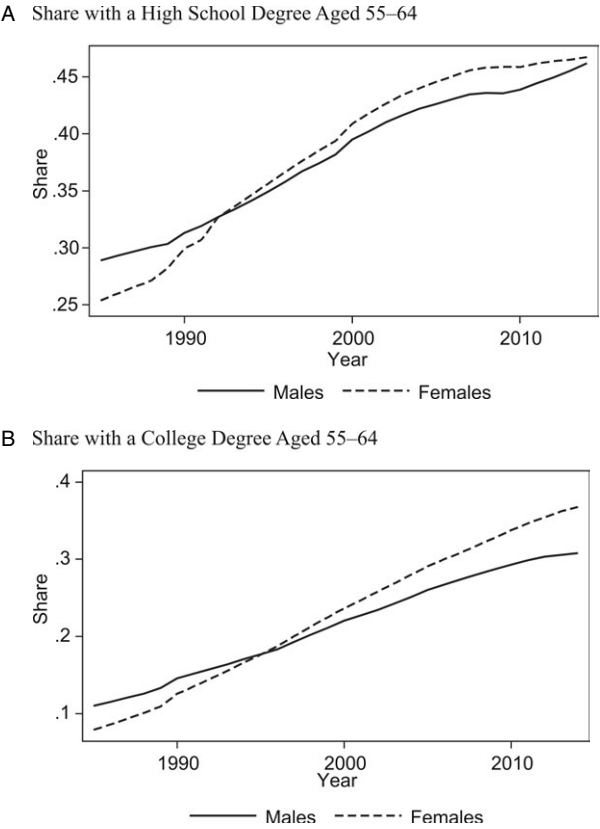 A Share with a High School Degree Aged 55–64
.45
.40
.35
.30
.25
Share
1990 2000 2010
Year
Males Females
B Share with a College Degree Aged 55–64
.4
.3
.2
.1
Share
1990 2000 2010
Year
Males Females